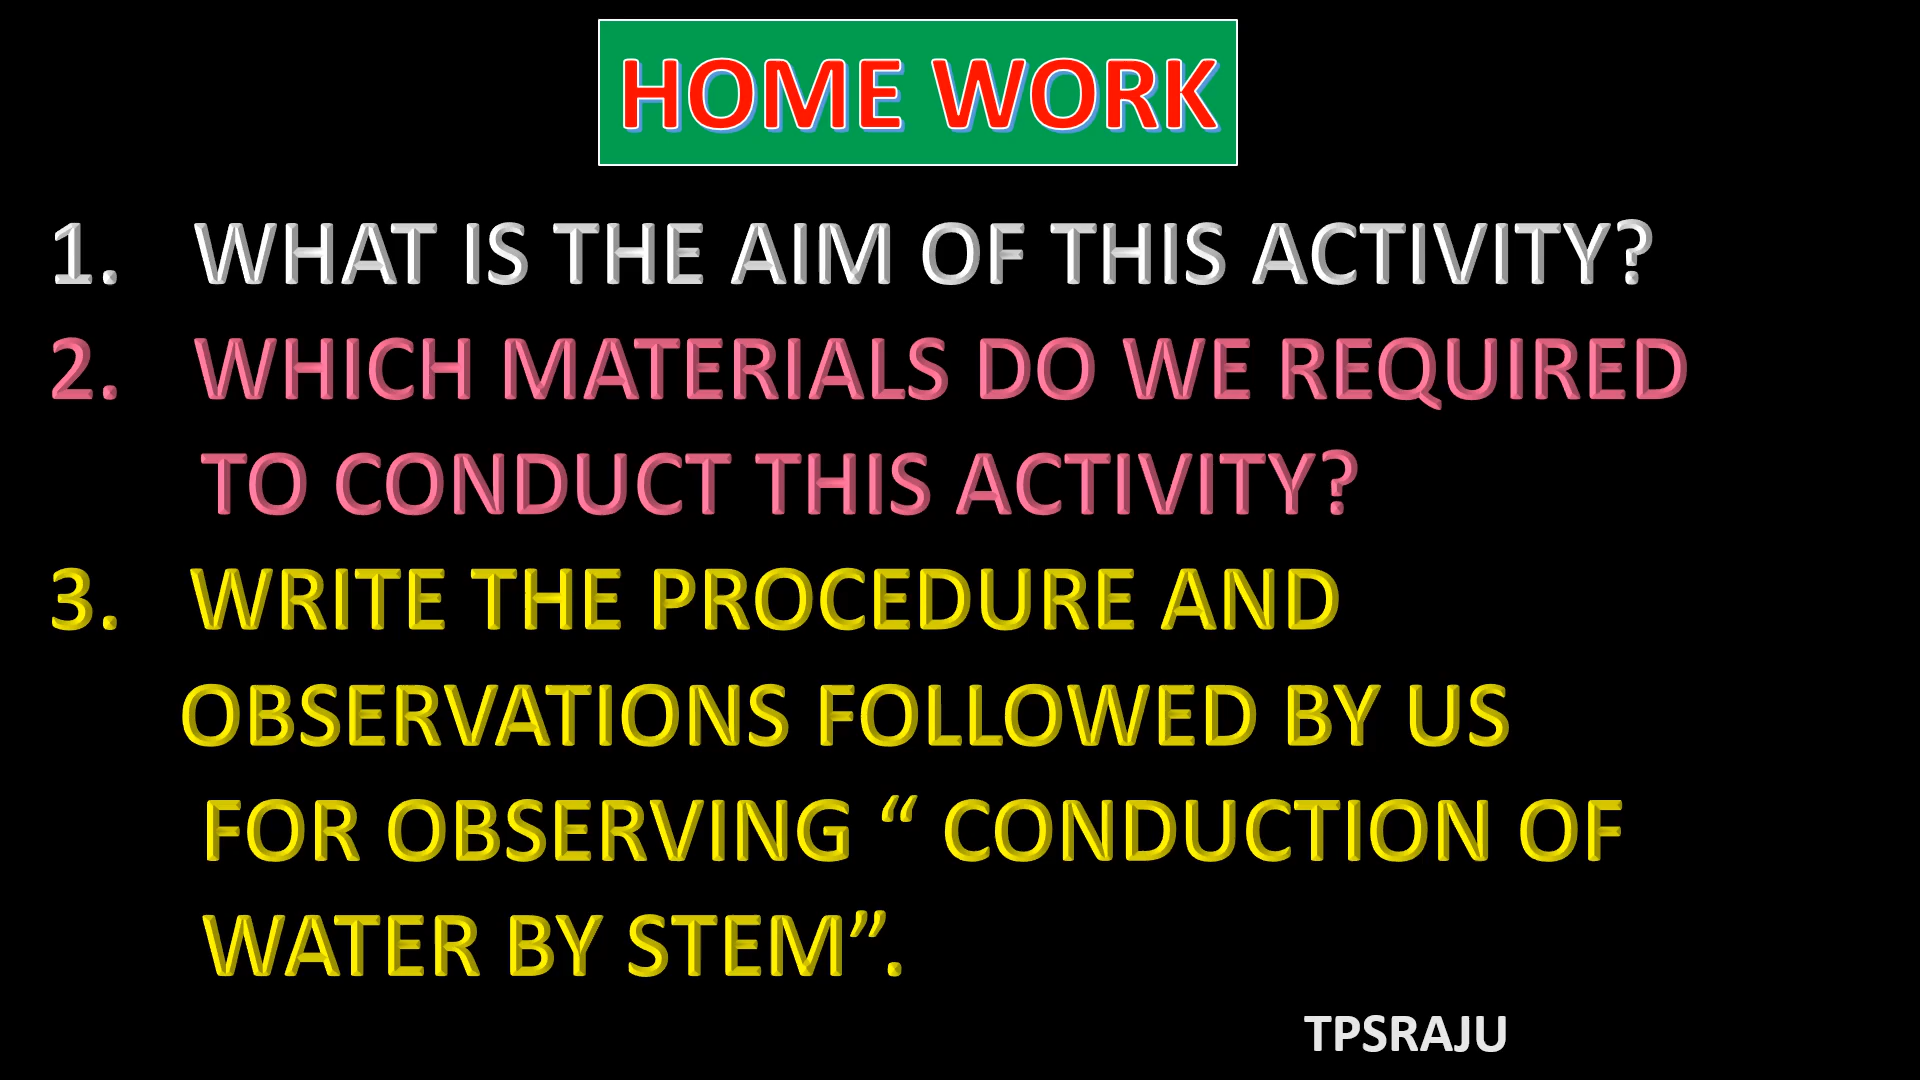 HOME WORK
1. WHAT IS THE AIM OF THIS ACTIVITY?
2. WHICH MATERIALS DO WE REQUIRED
TO CONDUCT THIS ACTIVITY?
3. WRITE THE PROCEDURE AND
OBSERVATIONS FOLLOWED BY US
FOR OBSERVING “ CONDUCTION OF
WATER BY STEM”.
TPSRAJU